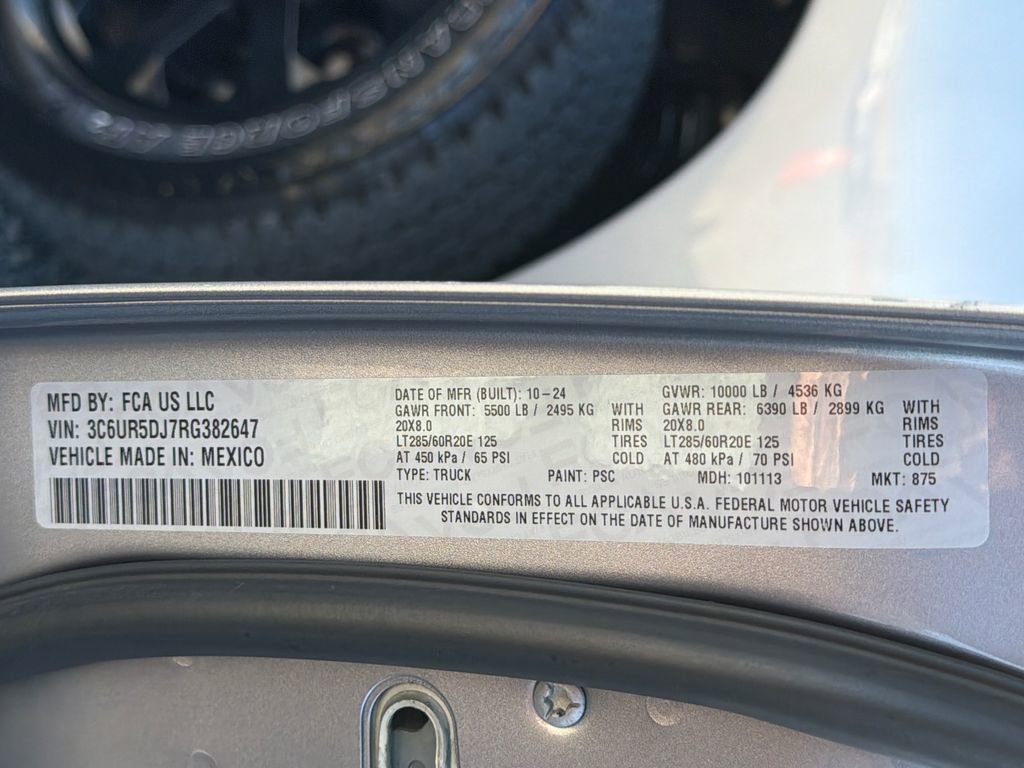 TRANSFORCE AT
MFD BY: FCA US LLC
VIN: 3C6UR5DJ7RG382647
VEHICLE MADE IN: MEXICO
DATE OF MFR (BUILT): 10-24 GVWR: 10000 LB / 4536 KG
GAWR FRONT: 5500 LB / 2495 KG WITH GAWR REAR: 6390 LB / 2899 KG WITH
20X8.0 RIMS 20X8.0 RIMS
LT285/60R20E 125 TIRES LT285/60R20E 125 TIRES
AT 450 kPa / 65 PSI COLD AT 480 kPa / 70 PSI COLD
TYPE: TRUCK PAINT: PSC MDH: 101113 MKT: 875
THIS VEHICLE CONFORMS TO ALL APPLICABLE U.S.A. FEDERAL MOTOR VEHICLE SAFETY
STANDARDS IN EFFECT ON THE DATE OF MANUFACTURE SHOWN ABOVE.